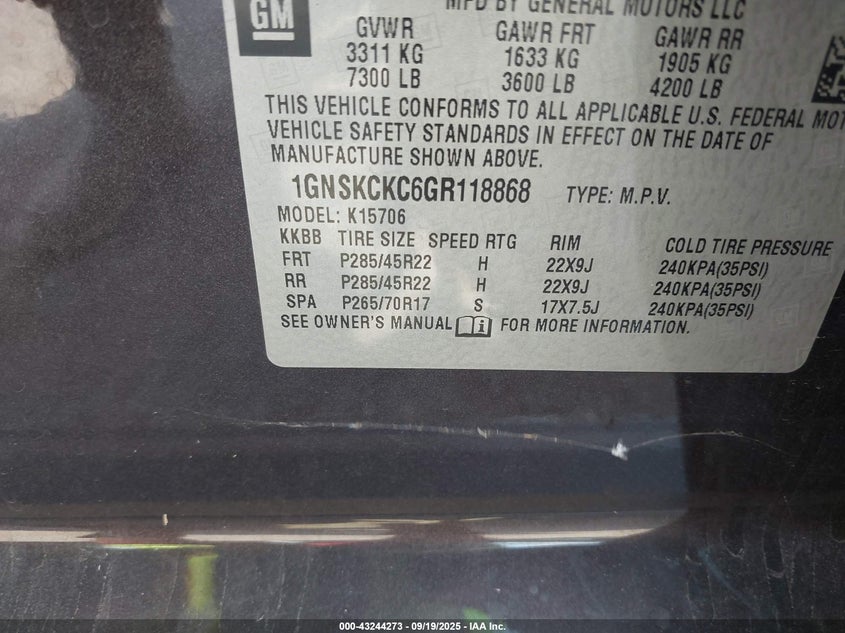 GM
MFD BY GENERAL MOTORS LLC
GVWR GAWR FRT GAWR RR
3311 KG 1633 KG 1905 KG
7300 LB 3600 LB 4200 LB
THIS VEHICLE CONFORMS TO ALL APPLICABLE U.S. FEDERAL MOT
VEHICLE SAFETY STANDARDS IN EFFECT ON THE DATE OF
MANUFACTURE SHOWN ABOVE.
1GNSKCKC6GR118868 TYPE: M.P.V.
MODEL: K15706
KKBB TIRE SIZE SPEED RTG RIM COLD TIRE PRESSURE
FRT P285/45R22 H 22X9J 240KPA(35PSI)
RR P285/45R22 H 22X9J 240KPA(35PSI)
SPA P265/70R17 S 17X7.5J 240KPA(35PSI)
SEE OWNER'S MANUAL i FOR MORE INFORMATION.
000-43244273 - 09/19/2025 - IAA Inc.